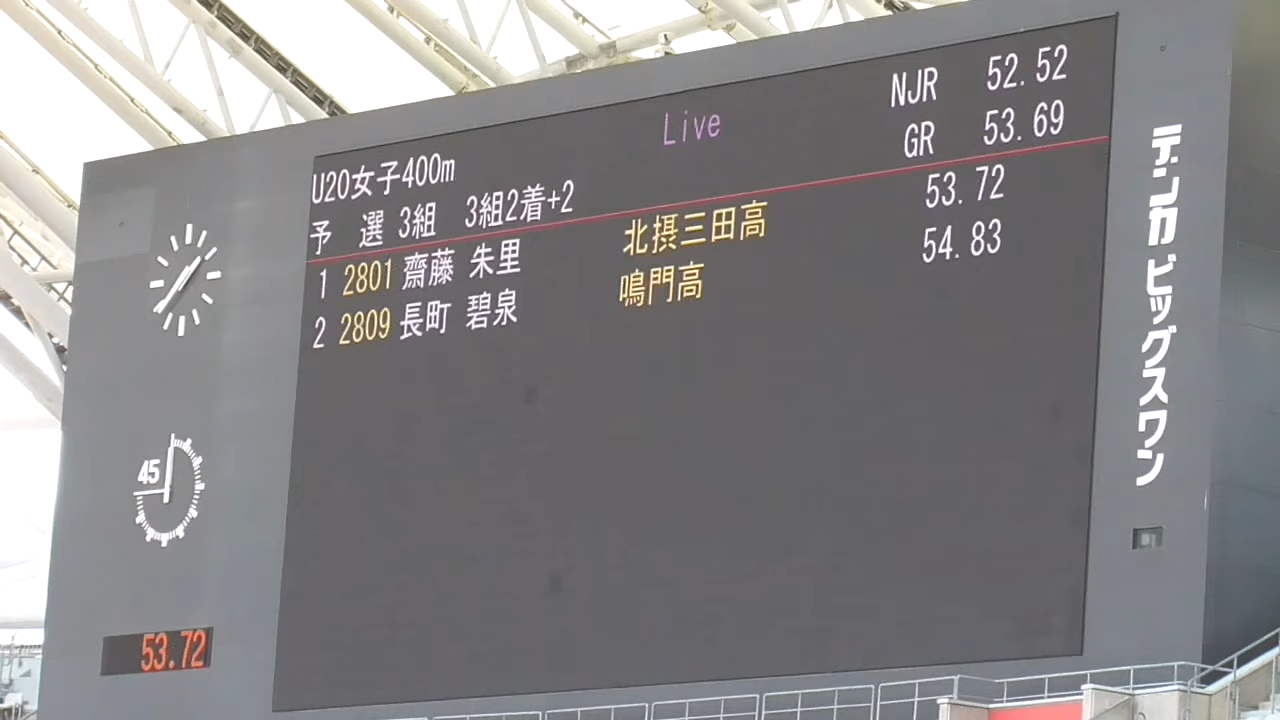 Live
NJR 52.52
GR 53.69
U20女子400m
予 選 3組 3組2着+2
1 2801 齋藤 朱里 北摂三田高 53.72
2 2809 長町 碧泉 鳴門高 54.83
45
53.72
デンカビッグスワン